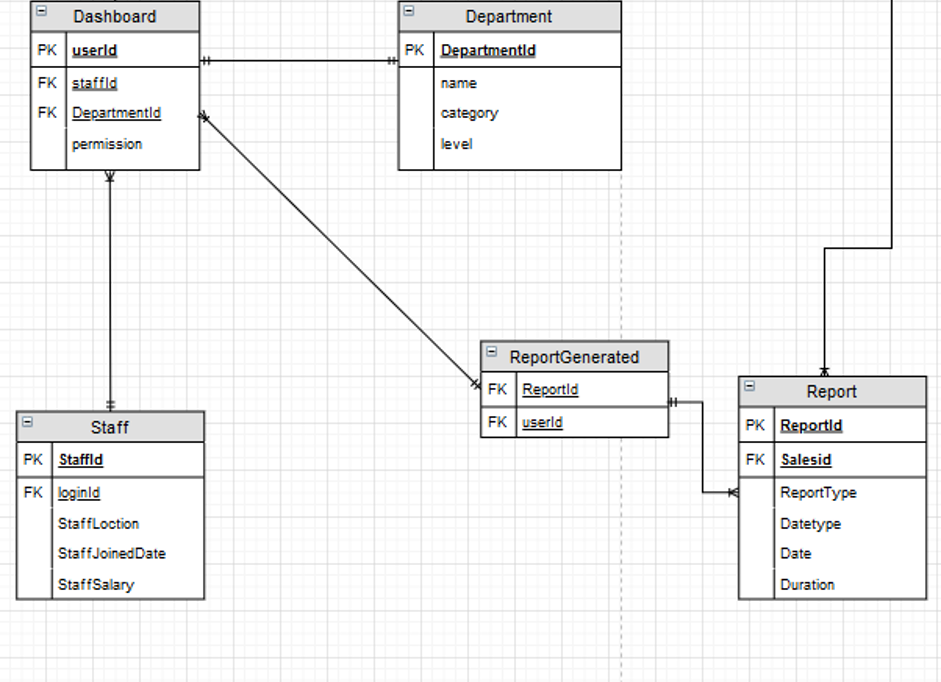 Dashboard
PK userId
FK staffId
FK DepartmentId
permission
Department
PK DepartmentId
name
category
level
ReportGenerated
FK ReportId
FK userId
Report
PK ReportId
FK Salesid
ReportType
Datetype
Date
Duration
Staff
PK StaffId
FK loginId
StaffLoction
StaffJoinedDate
StaffSalary